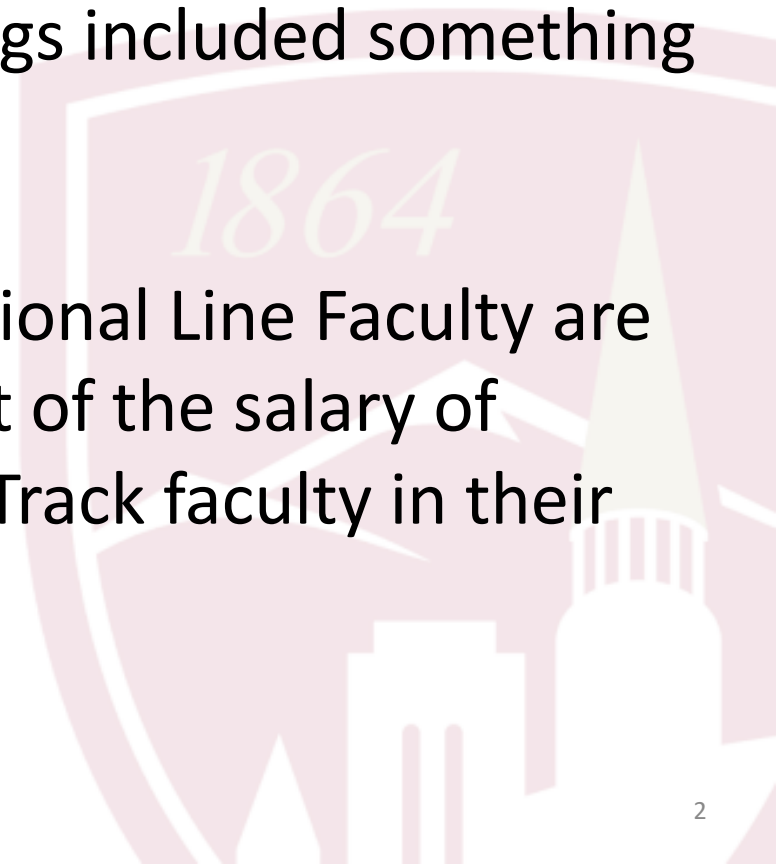 gs included something
1864
ional Line Faculty are
t of the salary of
Track faculty in their
2